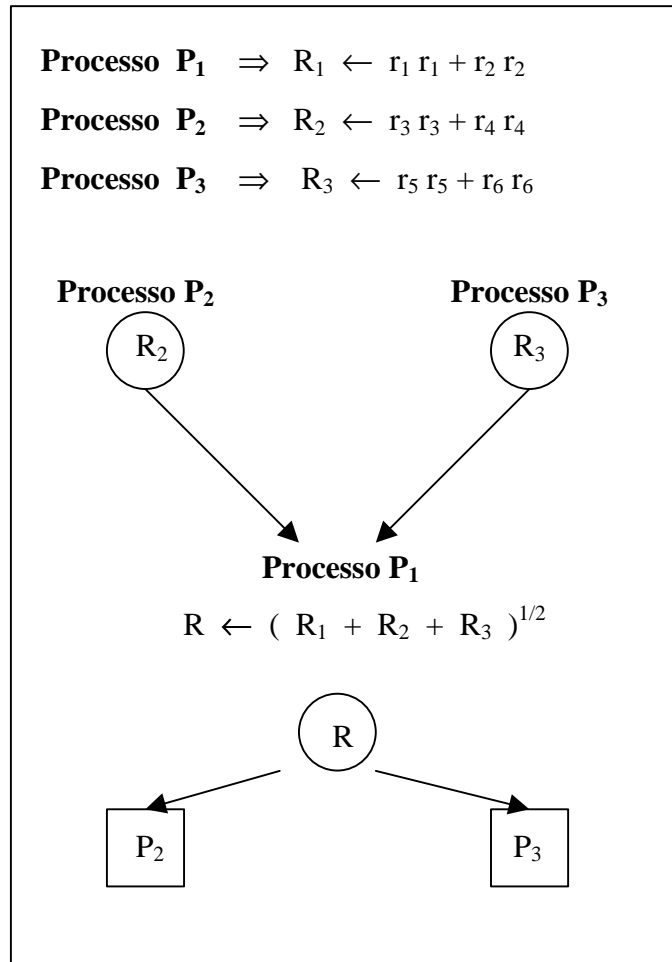 Processo P₁ ⇒ R₁ ← r₁ r₁ + r₂ r₂
Processo P₂ ⇒ R₂ ← r₃ r₃ + r₄ r₄
Processo P₃ ⇒ R₃ ← r₅ r₅ + r₆ r₆
Processo P₂ Processo P₃
R₂ R₃
Processo P₁
R ← ( R₁ + R₂ + R₃ )¹/²
R
P₂ P₃